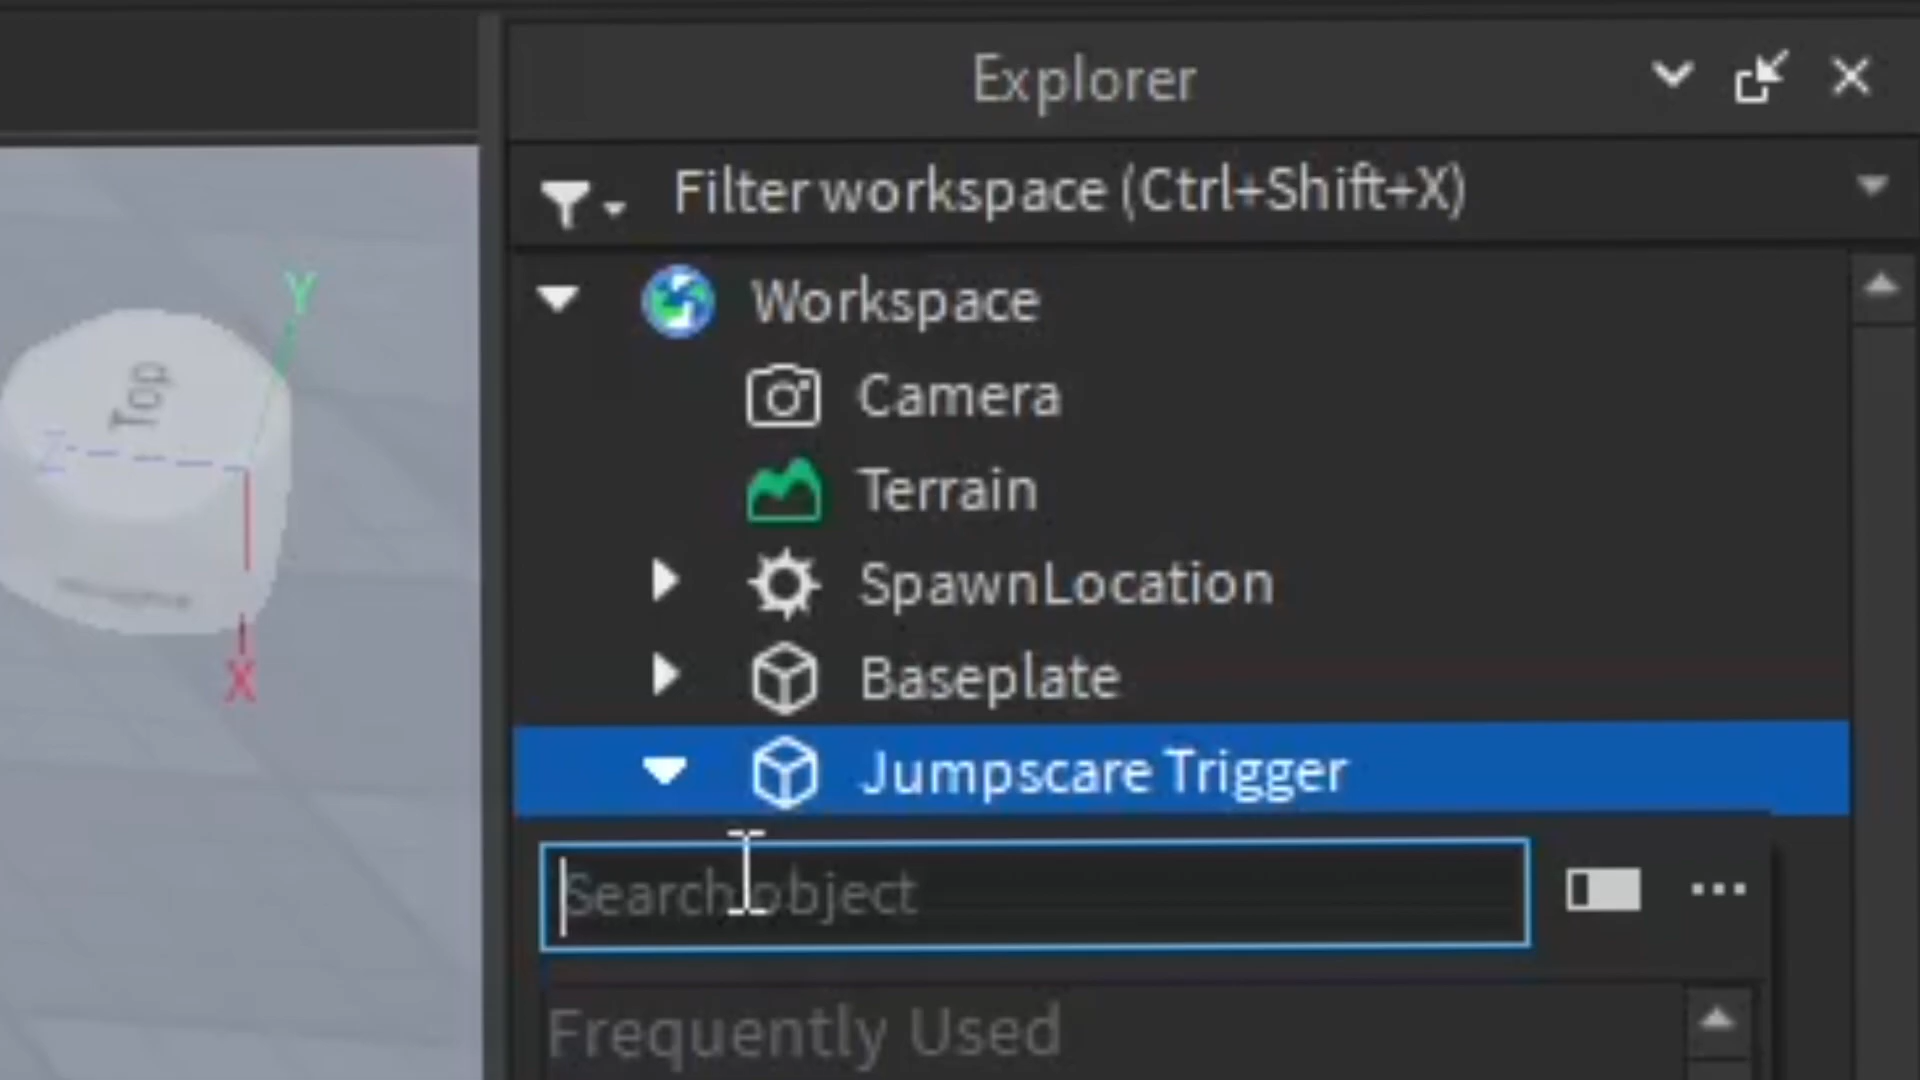 Explorer
Filter workspace (Ctrl+Shift+X)
Workspace
Y
Camera
Top
Terrain
SpawnLocation
X
Baseplate
Jumpscare Trigger
Search object
Frequently Used